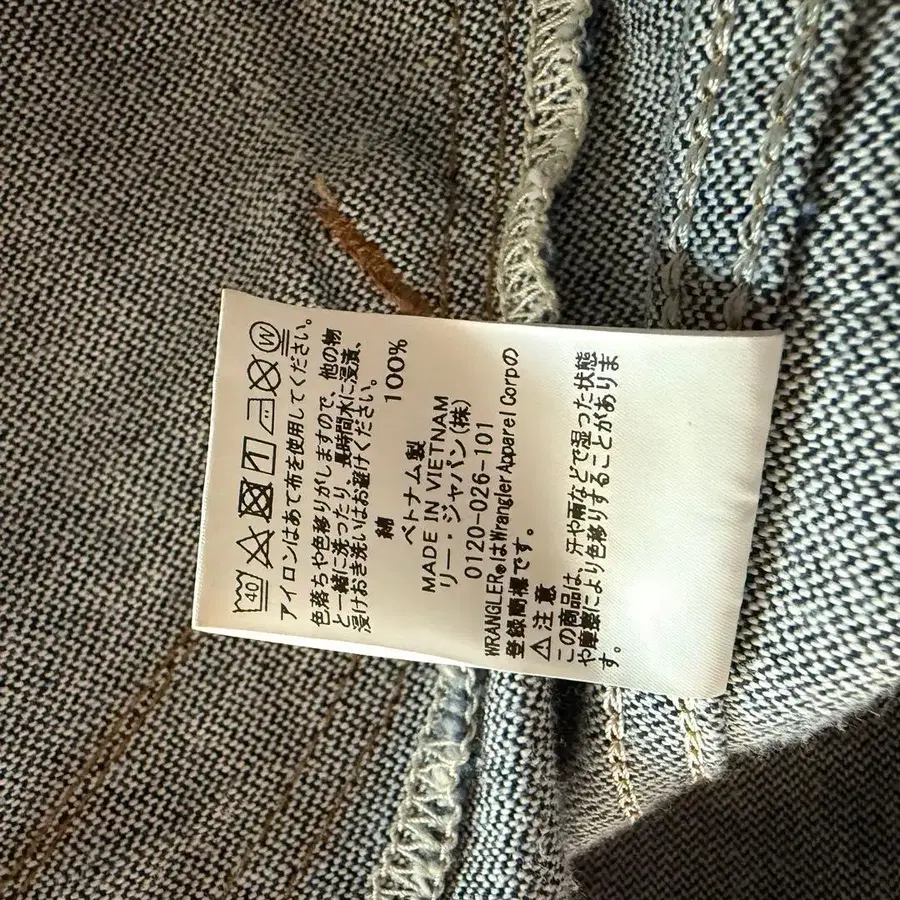 40 W
アイロンはあて布を使用してください。
色落ちや色移りがしますので、他の物
と一緒に洗ったり、長時間水に浸漬、
浸けおき洗いはお避けください。
綿 100%
ベトナム製
MADE IN VIETNAM
リー・ジャパン(株)
0120-026-101
WRANGLER®はWrangler Apparel Corpの
登録商標です。
⚠注意
この商品は、汗や雨などで湿った状態
や摩擦により色移りすることがありま
す。